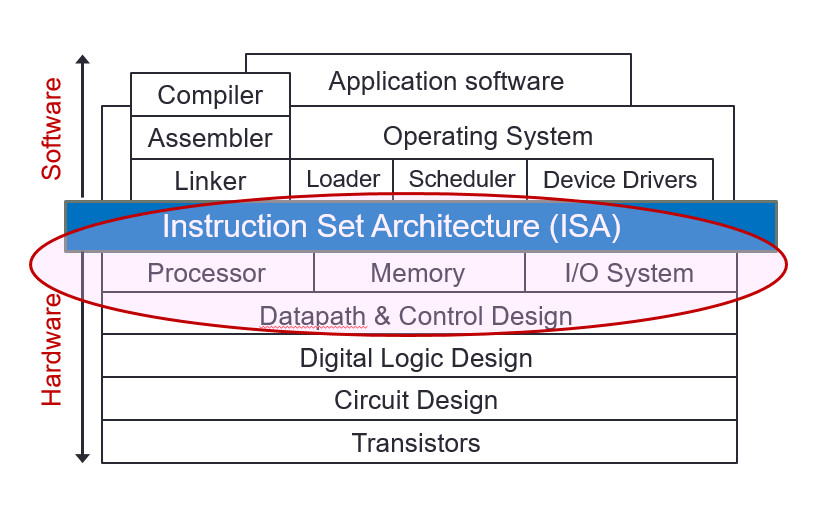 Software
Application software
Compiler
Assembler
Operating System
Linker
Loader
Scheduler
Device Drivers
Instruction Set Architecture (ISA)
Hardware
Processor
Memory
I/O System
Datapath & Control Design
Digital Logic Design
Circuit Design
Transistors